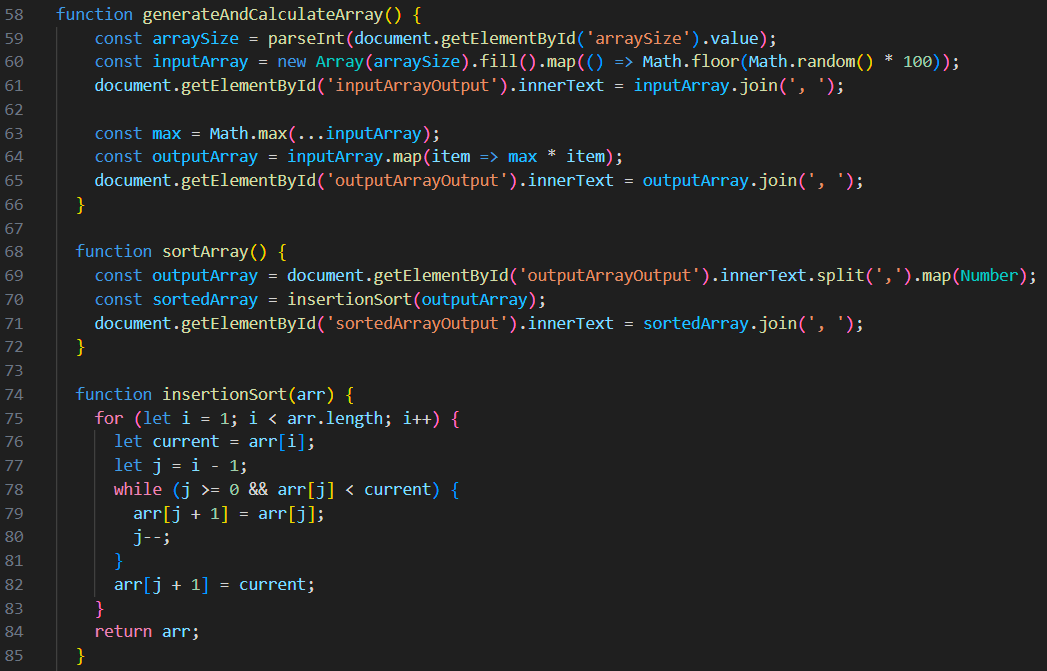 58 function generateAndCalculateArray() {
59 const arraySize = parseInt(document.getElementById('arraySize').value);
60 const inputArray = new Array(arraySize).fill().map(() => Math.floor(Math.random() * 100));
61 document.getElementById('inputArrayOutput').innerText = inputArray.join(', ');
62
63 const max = Math.max(...inputArray);
64 const outputArray = inputArray.map(item => max * item);
65 document.getElementById('outputArrayOutput').innerText = outputArray.join(', ');
66 }
67
68 function sortArray() {
69 const outputArray = document.getElementById('outputArrayOutput').innerText.split(',').map(Number);
70 const sortedArray = insertionSort(outputArray);
71 document.getElementById('sortedArrayOutput').innerText = sortedArray.join(', ');
72 }
73
74 function insertionSort(arr) {
75 for (let i = 1; i < arr.length; i++) {
76 let current = arr[i];
77 let j = i - 1;
78 while (j >= 0 && arr[j] < current) {
79 arr[j + 1] = arr[j];
80 j--;
81 }
82 arr[j + 1] = current;
83 }
84 return arr;
85 }